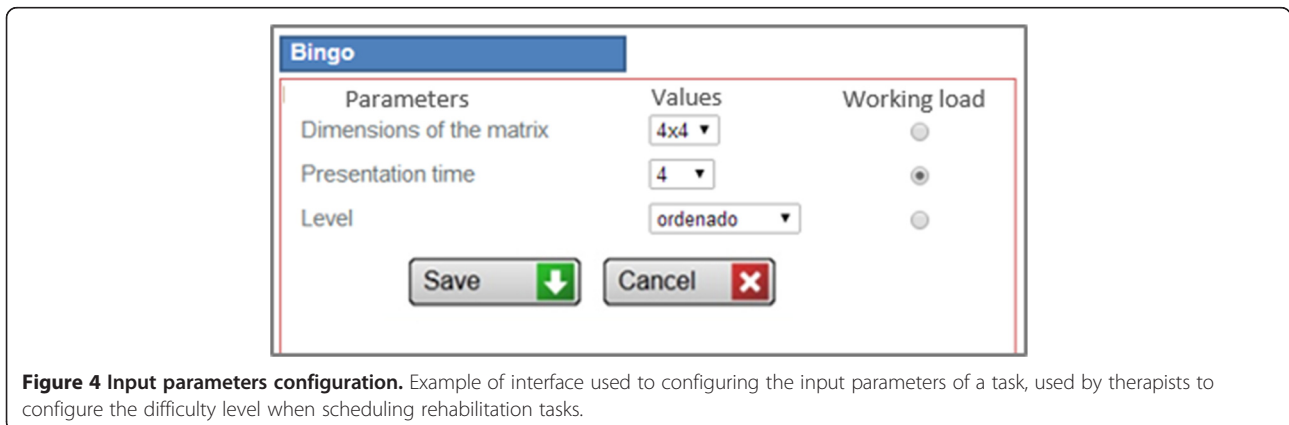 Bingo
Parameters Values Working load
Dimensions of the matrix 4x4
Presentation time 4
Level ordenado
Save Cancel
Figure 4 Input parameters configuration. Example of interface used to configuring the input parameters of a task, used by therapists to
configure the difficulty level when scheduling rehabilitation tasks.